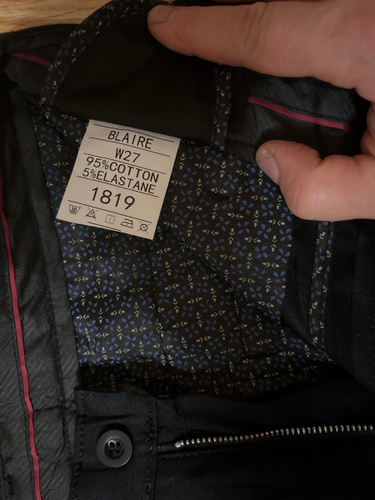 BLAIRE
W27
95%COTTON
5%ELASTANE
1819